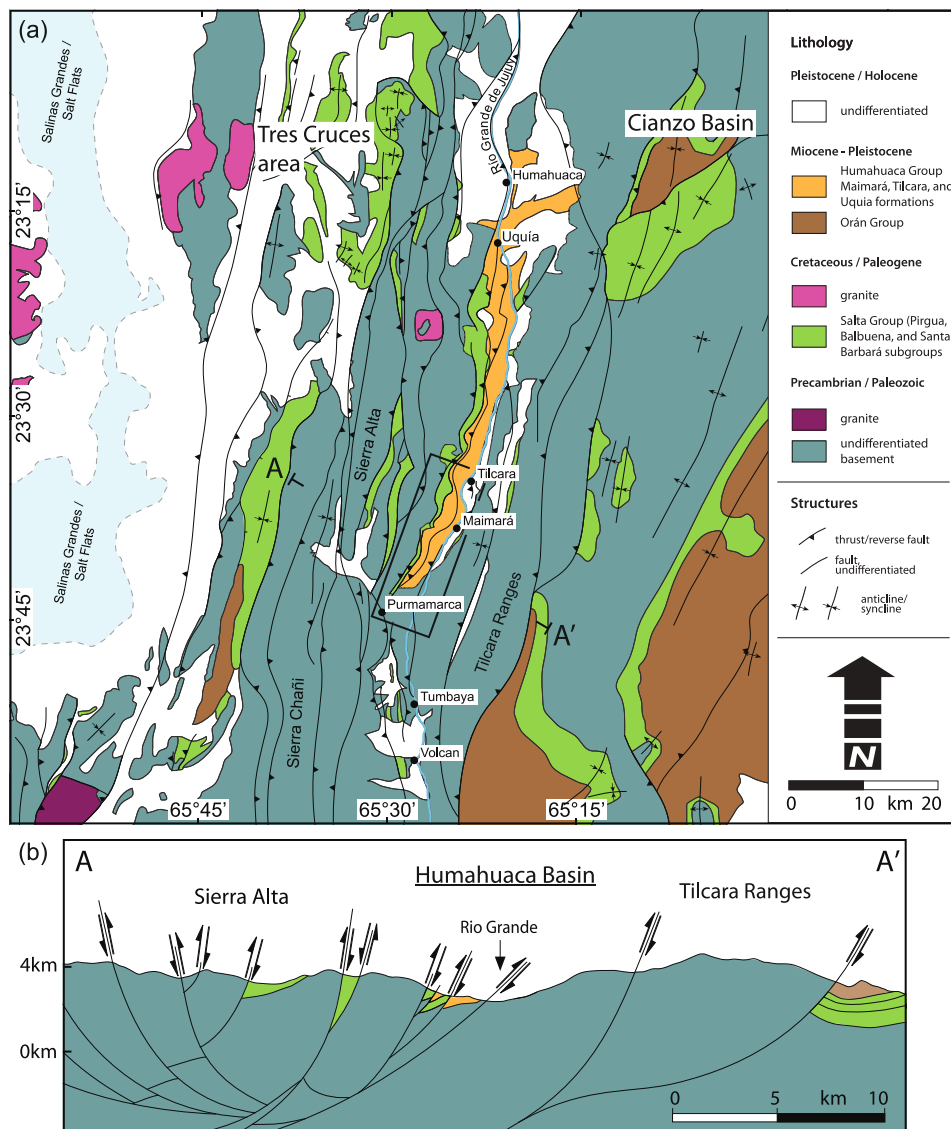 (a)
Salinas Grandes /
Salt Flats
Salinas Grandes /
Salt Flats
Tres Cruces
area
Río Grande de Jujuy
Cianzo Basin
Humahuaca
Uquía
Sierra Alta
A
Tilcara
Maimará
Purmamarca
Tilcara Ranges
A'
Sierra Chañi
Tumbaya
Volcan
23°15'
23°30'
23°45'
65°45'
65°30'
65°15'
Lithology
Pleistocene / Holocene
undifferentiated
Miocene - Pleistocene
Humahuaca Group
Maimará, Tilcara, and
Uquia formations
Orán Group
Cretaceous / Paleogene
granite
Salta Group (Pirgua,
Balbuena, and Santa
Barbará subgroups
Precambrian / Paleozoic
granite
undifferentiated
basement
Structures
thrust/reverse fault
fault,
undifferentiated
anticline/
syncline
N
0 10 20
km
(b)
A
A'
Sierra Alta
Humahuaca Basin
Tilcara Ranges
Rio Grande
4km
0km
0 5 km 10